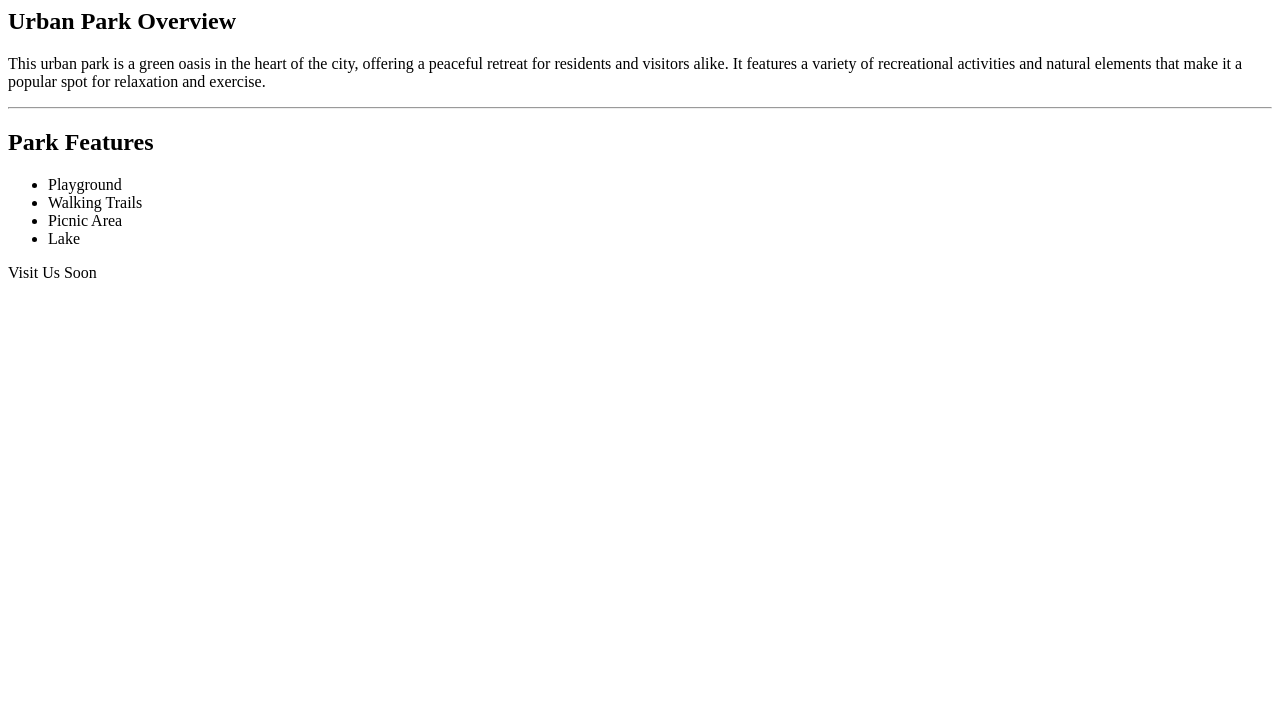 Urban Park Overview
This urban park is a green oasis in the heart of the city, offering a peaceful retreat for residents and visitors alike. It features a variety of recreational activities and natural elements that make it a
popular spot for relaxation and exercise.
Park Features
Playground
Walking Trails
Picnic Area
Lake
Visit Us Soon